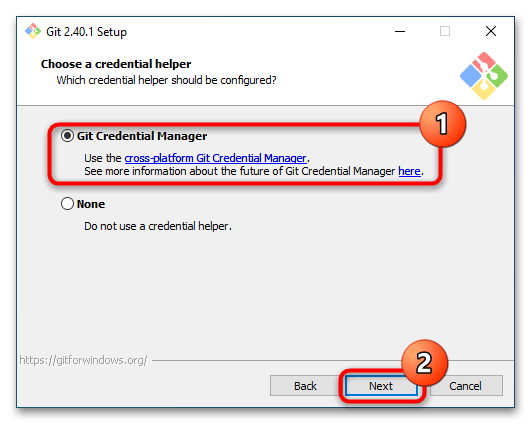 Git 2.40.1 Setup
Choose a credential helper
Which credential helper should be configured?
1
Git Credential Manager
Use the cross-platform Git Credential Manager.
See more information about the future of Git Credential Manager here.
None
Do not use a credential helper.
https://gitforwindows.org/
2
Back Next Cancel